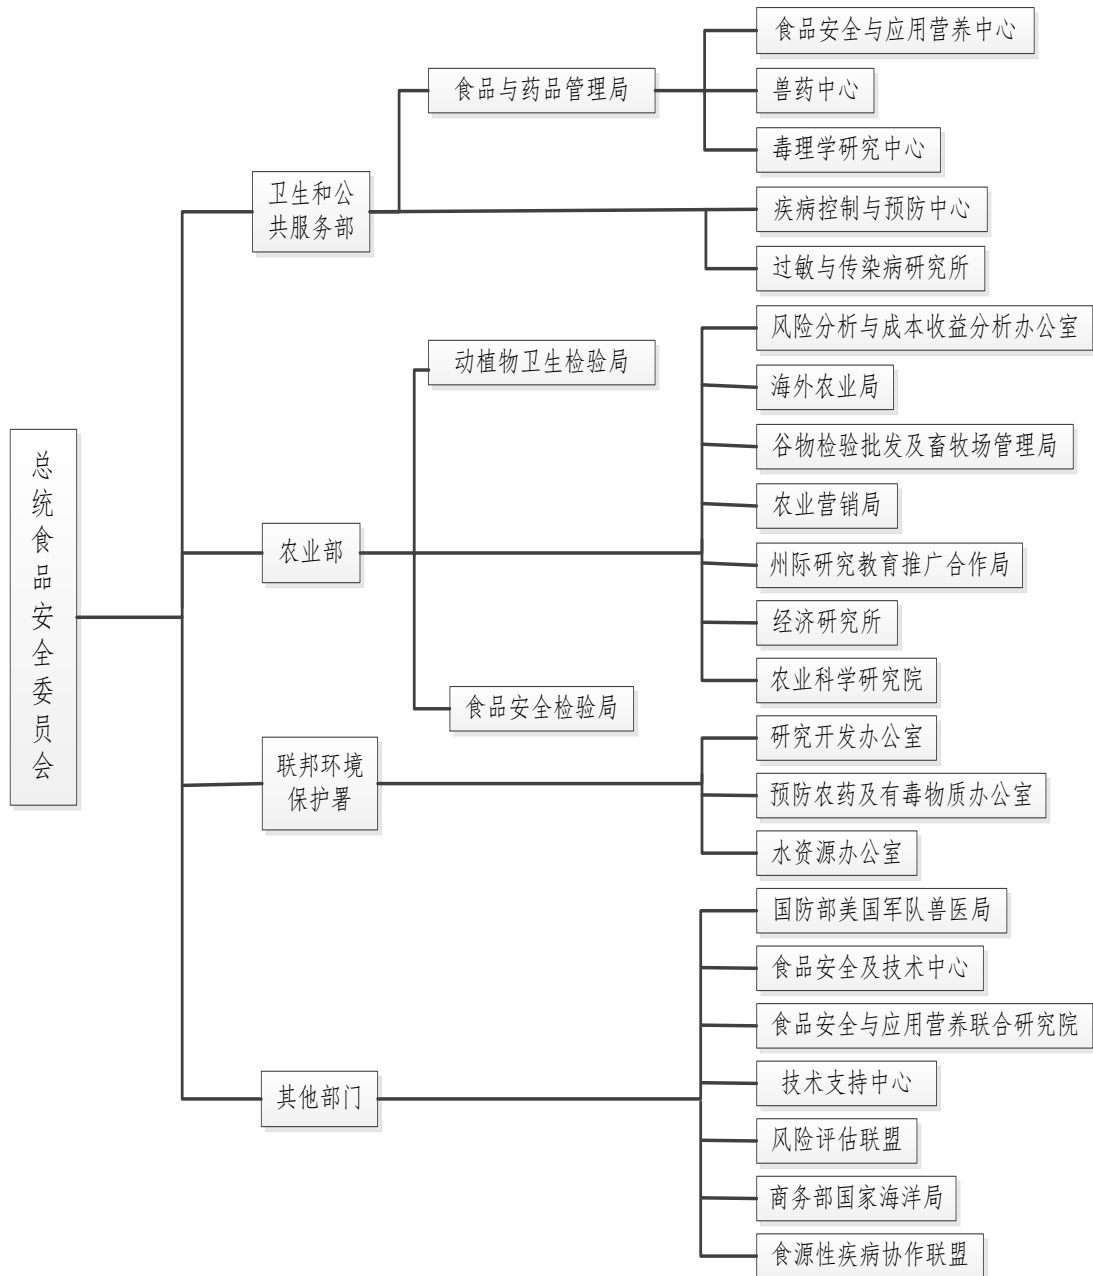 总统食品安全委员会
卫生和公
共服务部
食品与药品管理局
食品安全与应用营养中心
兽药中心
毒理学研究中心
疾病控制与预防中心
过敏与传染病研究所
农业部
动植物卫生检验局
食品安全检验局
风险分析与成本收益分析办公室
海外农业局
谷物检验批发及畜牧场管理局
农业营销局
州际研究教育推广合作局
经济研究所
农业科学研究院
联邦环境
保护署
研究开发办公室
预防农药及有毒物质办公室
水资源办公室
其他部门
国防部美国军队兽医局
食品安全及技术中心
食品安全与应用营养联合研究院
技术支持中心
风险评估联盟
商务部国家海洋局
食源性疾病协作联盟